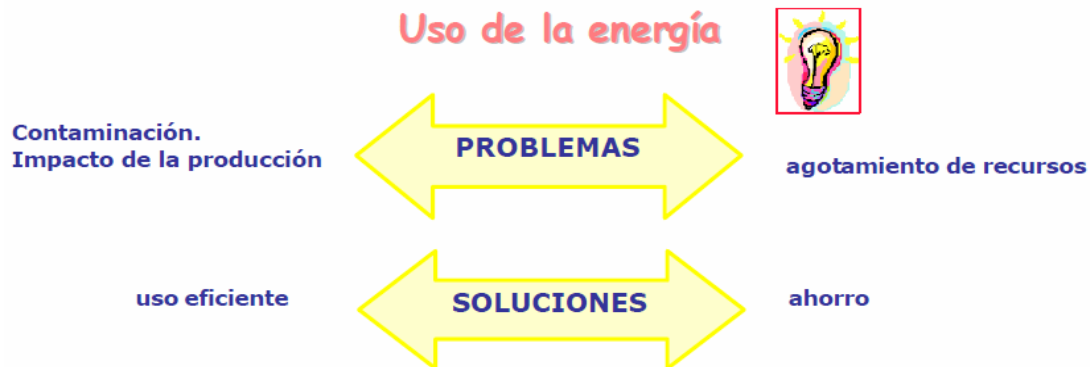 Uso de la energía
Contaminación.
Impacto de la producción
PROBLEMAS
agotamiento de recursos
uso eficiente
SOLUCIONES
ahorro